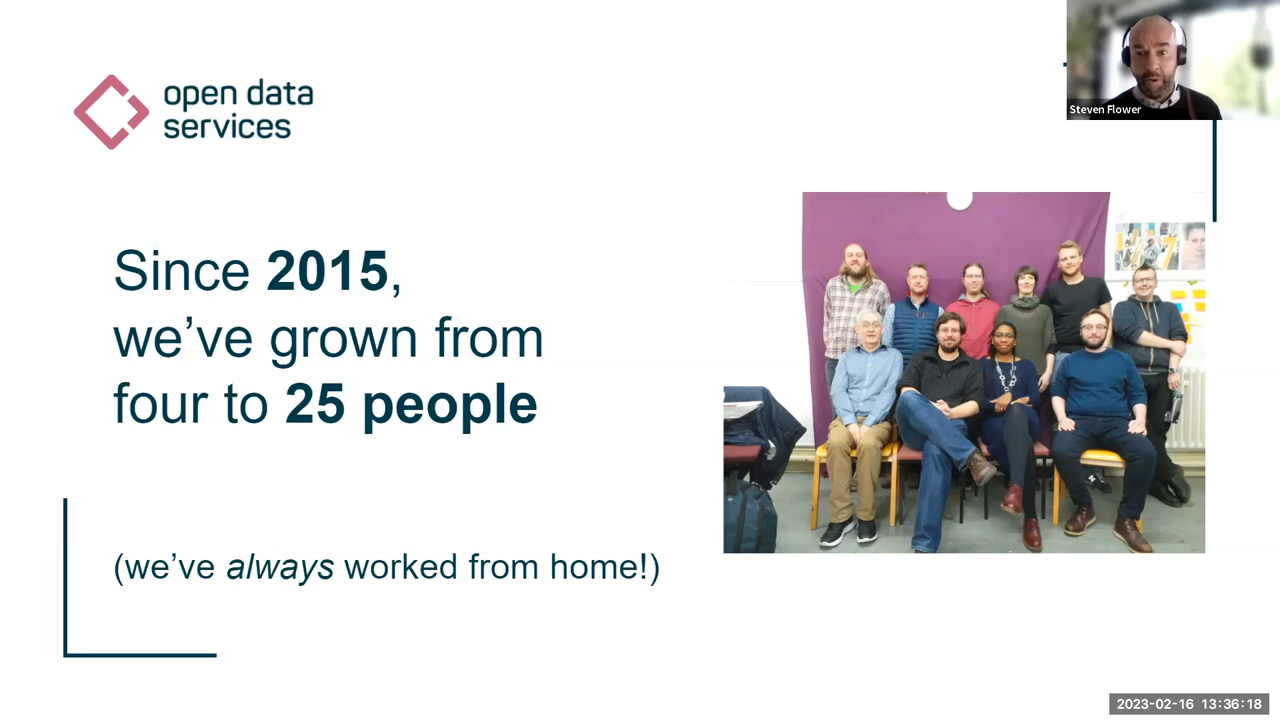 open data
services
Steven Flower
Since 2015,
we've grown from
four to 25 people
(we've always worked from home!)
2023-02-16 13:36:18